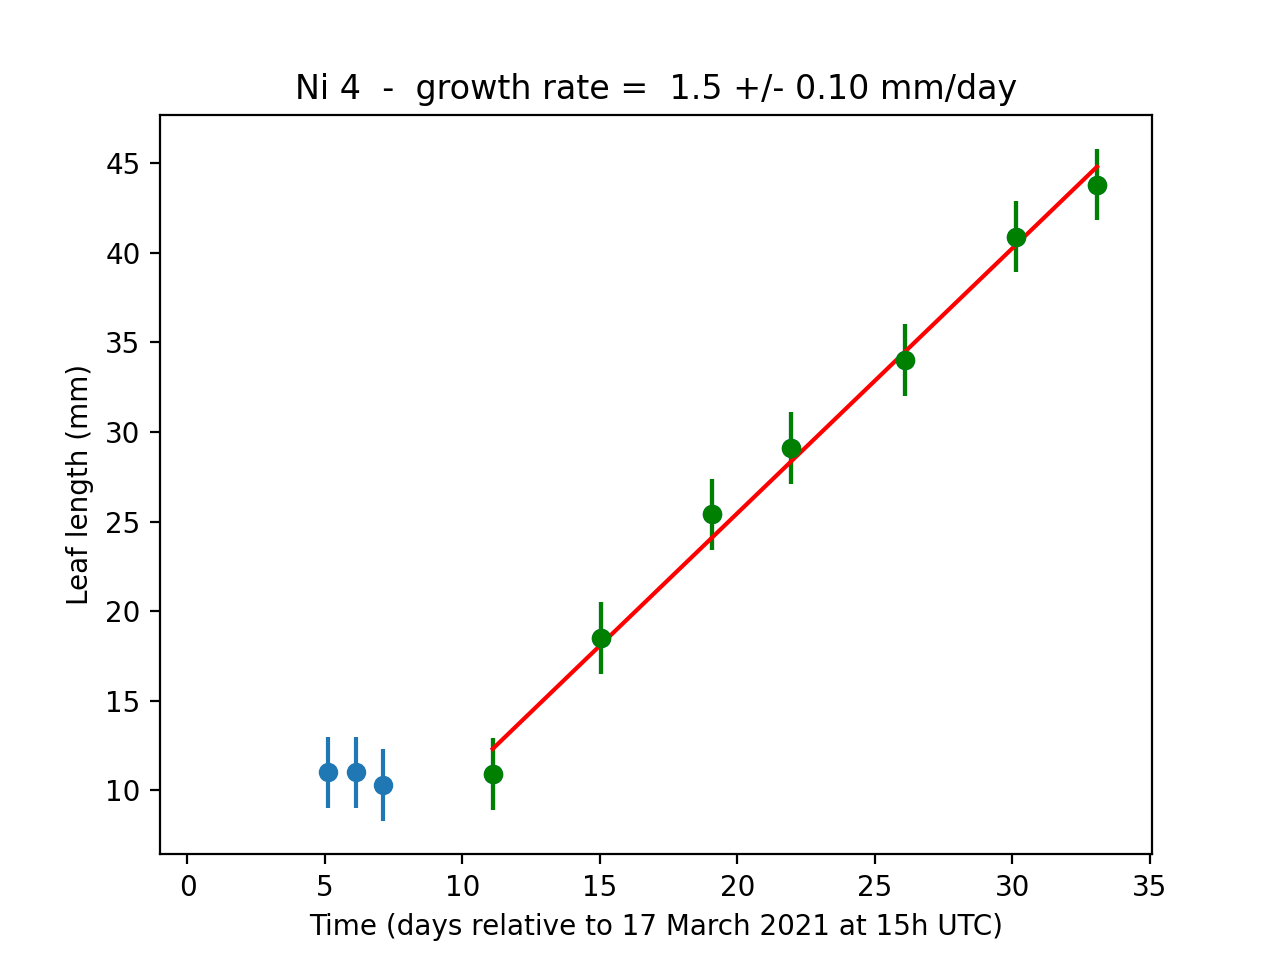 Ni 4  -  growth rate =  1.5 +/- 0.10 mm/day
Leaf length (mm)
45
40
35
30
25
20
15
10
0 5 10 15 20 25 30 35
Time (days relative to 17 March 2021 at 15h UTC)